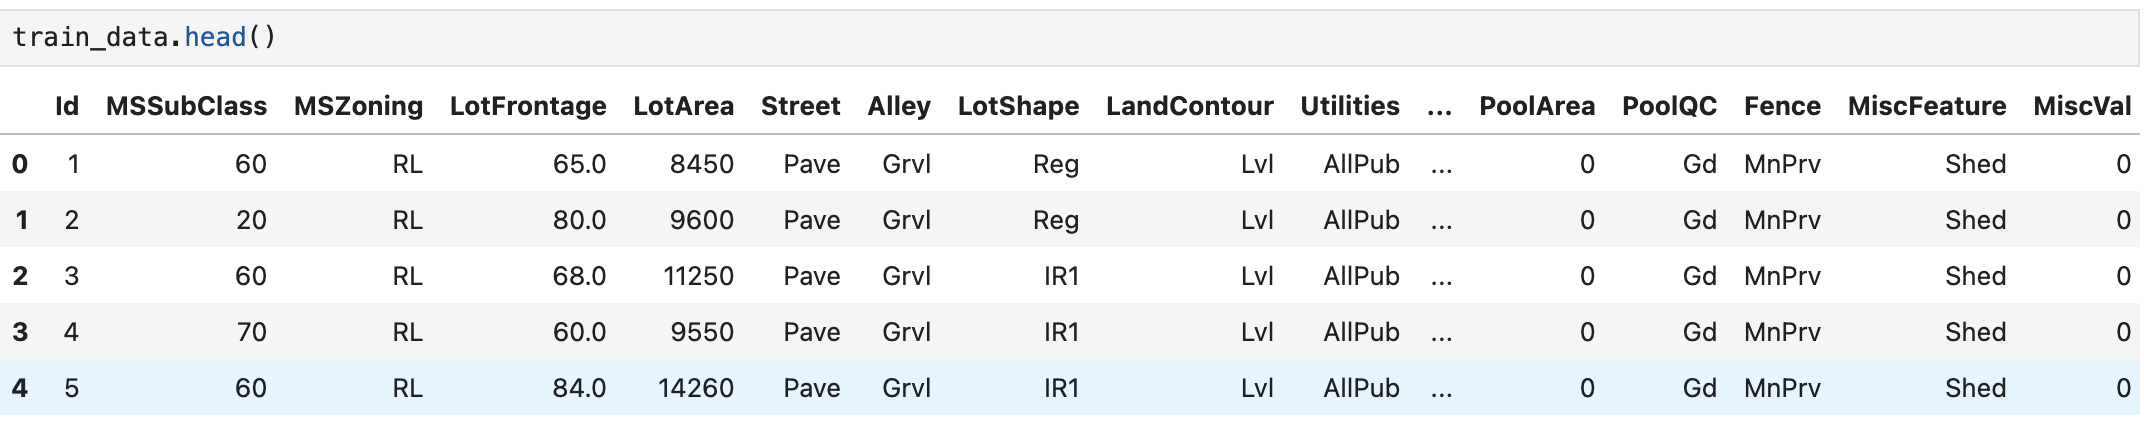 train_data.head()
Id MSSubClass MSZoning LotFrontage LotArea Street Alley LotShape LandContour Utilities ... PoolArea PoolQC Fence MiscFeature MiscVal
0 1 60 RL 65.0 8450 Pave Grvl Reg Lvl AllPub ... 0 Gd MnPrv Shed 0
1 2 20 RL 80.0 9600 Pave Grvl Reg Lvl AllPub ... 0 Gd MnPrv Shed 0
2 3 60 RL 68.0 11250 Pave Grvl IR1 Lvl AllPub ... 0 Gd MnPrv Shed 0
3 4 70 RL 60.0 9550 Pave Grvl IR1 Lvl AllPub ... 0 Gd MnPrv Shed 0
4 5 60 RL 84.0 14260 Pave Grvl IR1 Lvl AllPub ... 0 Gd MnPrv Shed 0